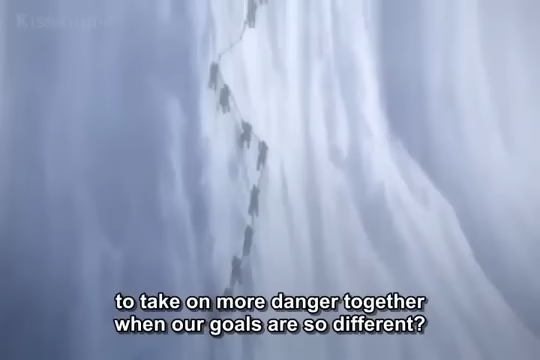 to take on more danger together
when our goals are so different?